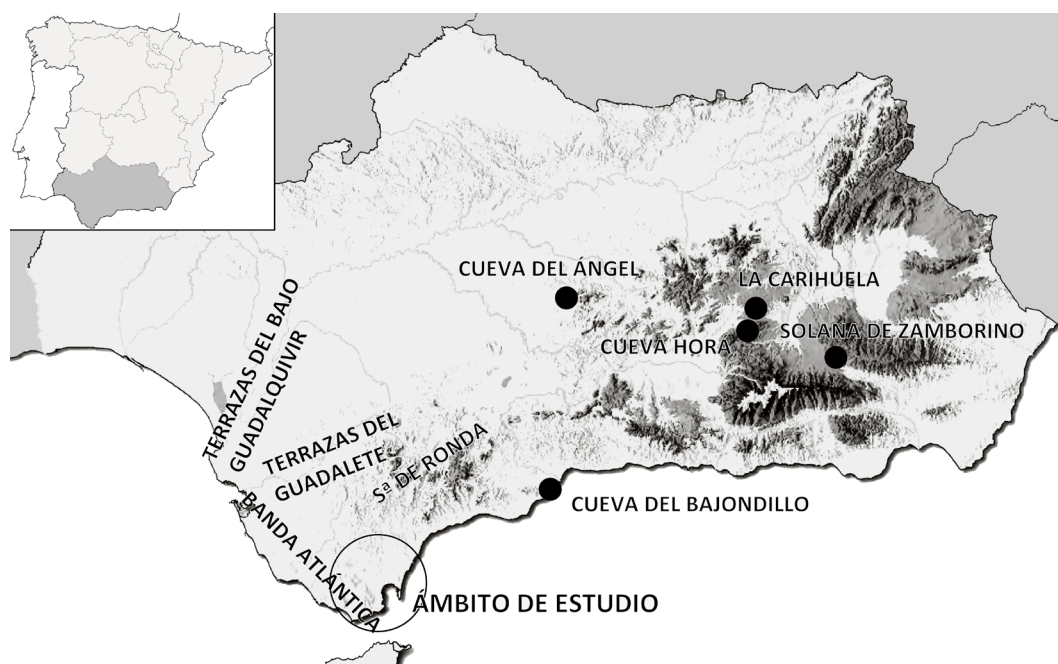 CUEVA DEL ÁNGEL
LA CARIHUELA
SOLANA DE ZAMBORINO
CUEVA HORA
TERRAZAS DEL BAJO
GUADALQUIVIR
TERRAZAS DEL
GUADALETE
Sª DE RONDA
CUEVA DEL BAJONDILLO
BANDA ATLÁNTICA
ÁMBITO DE ESTUDIO